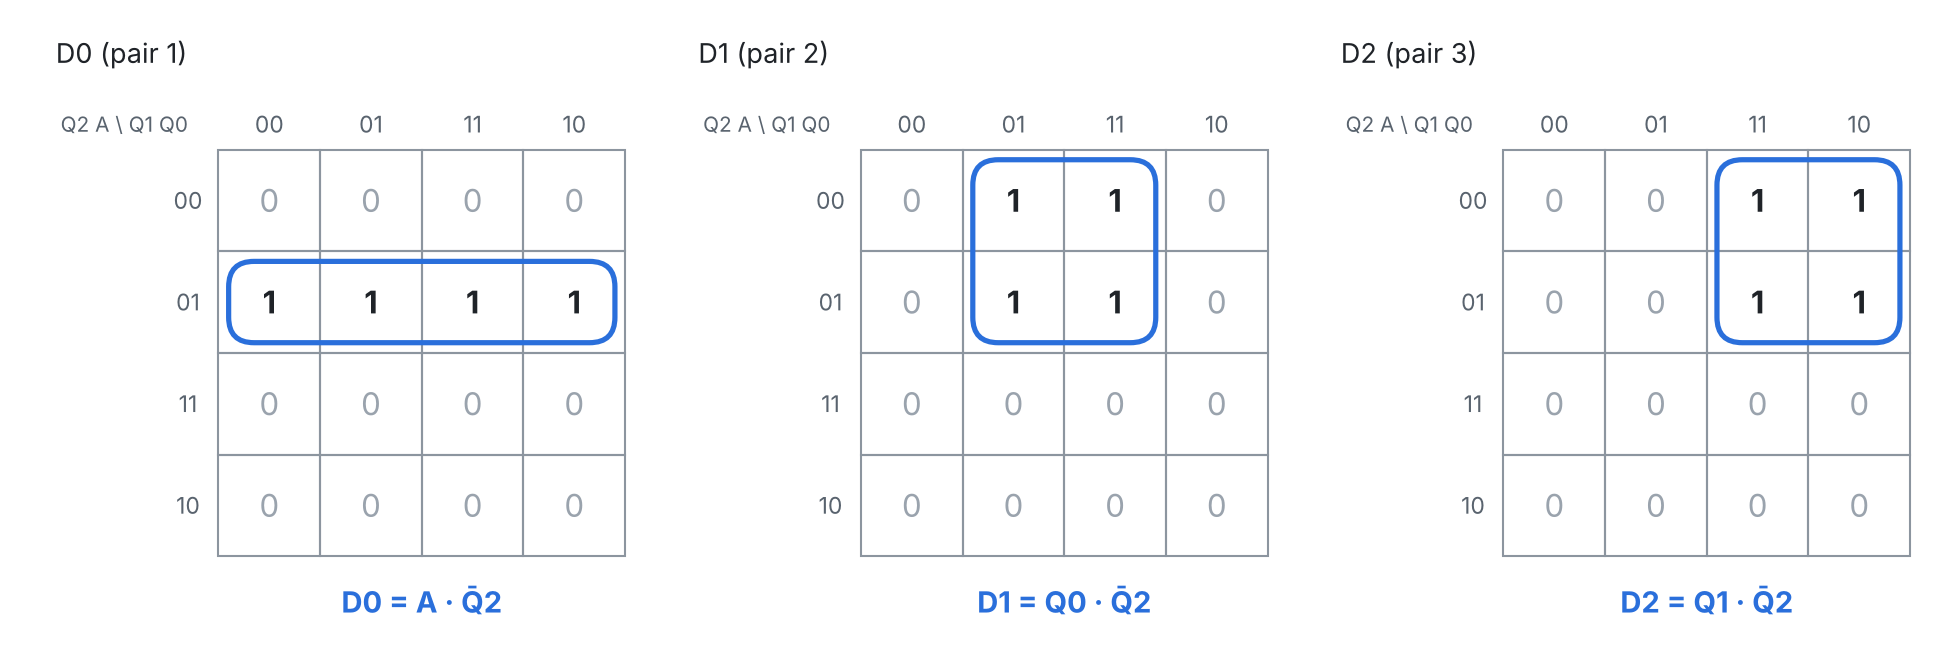 D0 (pair 1)
Q2 A \ Q1 Q0 00 01 11 10
00 0 0 0 0
01 1 1 1 1
11 0 0 0 0
10 0 0 0 0
D0 = A · Q̄2
D1 (pair 2)
Q2 A \ Q1 Q0 00 01 11 10
00 0 1 1 0
01 0 1 1 0
11 0 0 0 0
10 0 0 0 0
D1 = Q0 · Q̄2
D2 (pair 3)
Q2 A \ Q1 Q0 00 01 11 10
00 0 0 1 1
01 0 0 1 1
11 0 0 0 0
10 0 0 0 0
D2 = Q1 · Q̄2